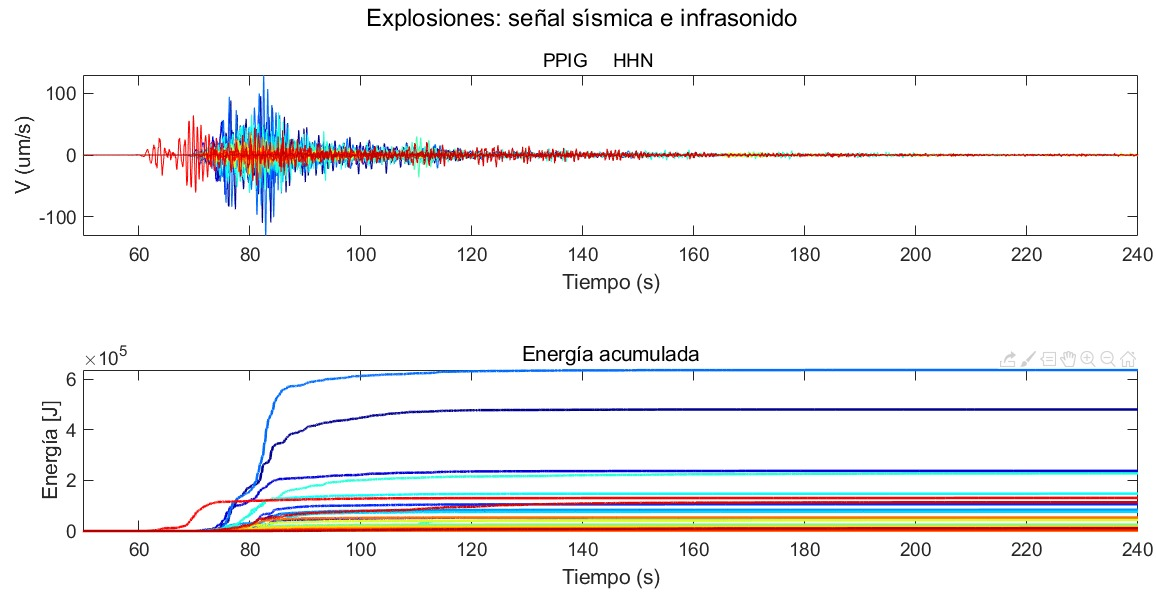 Explosiones: señal sísmica e infrasonido
PPIG HHN
100
0
-100
V (um/s)
60 80 100 120 140 160 180 200 220 240
Tiempo (s)
×10⁵
Energía acumulada
6
4
2
0
Energía [J]
60 80 100 120 140 160 180 200 220 240
Tiempo (s)